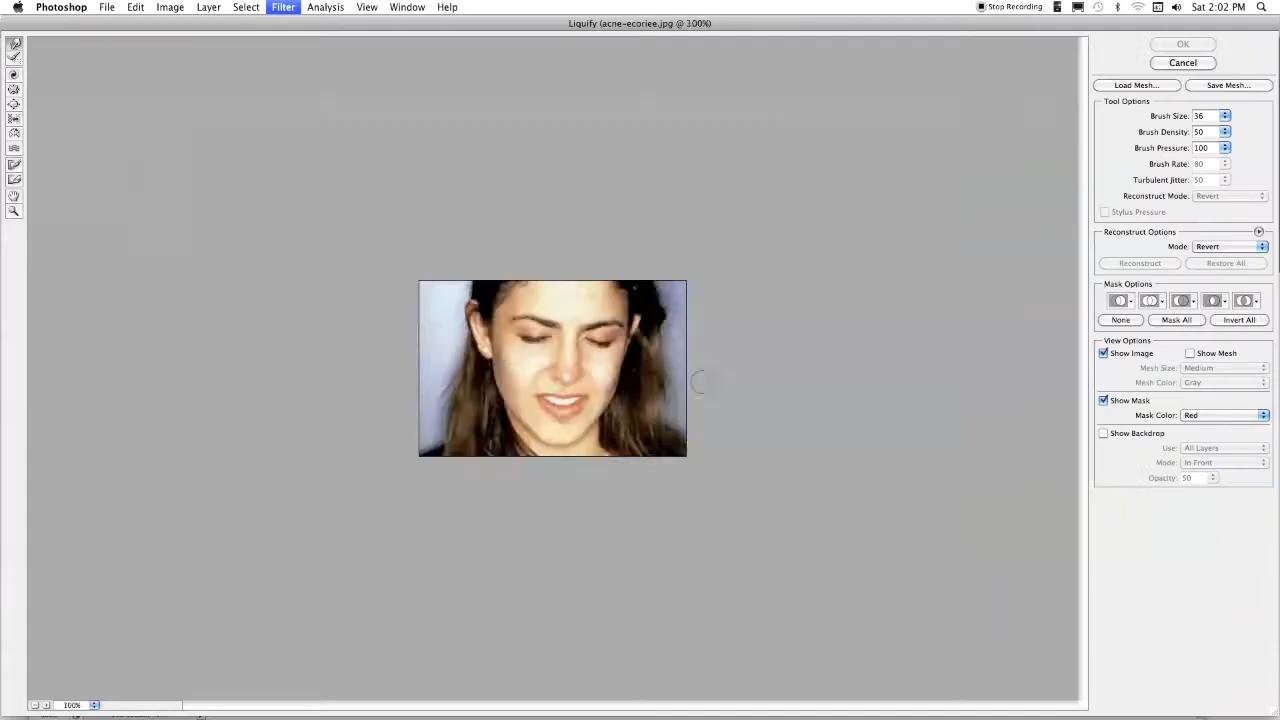 Photoshop File Edit Image Layer Select Filter Analysis View Window Help Stop Recording Sat 2:02 PM
Liquify (acne-ecoriee.jpg @ 300%)
OK
Cancel
Load Mesh... Save Mesh...
Tool Options
Brush Size: 36
Brush Density: 50
Brush Pressure: 100
Brush Rate: 80
Turbulent Jitter: 50
Reconstruct Mode: Revert
Stylus Pressure
Reconstruct Options
Mode: Revert
Reconstruct Restore All
Mask Options
None Mask All Invert All
View Options
Show Image Show Mesh
Mesh Size: Medium
Mesh Color: Gray
Show Mask
Mask Color: Red
Show Backdrop
Use: All Layers
Mode: In Front
Opacity: 50
100%